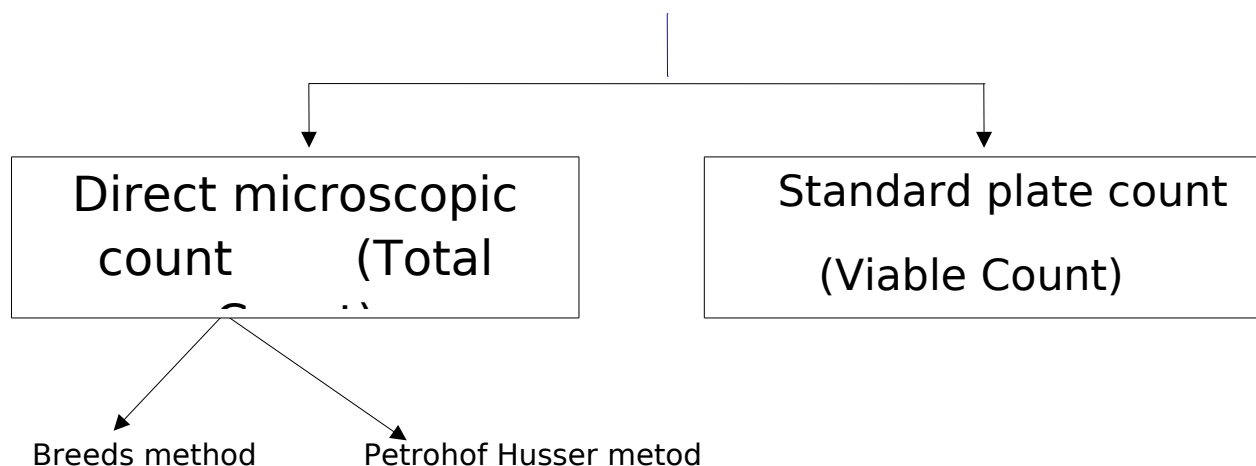 Direct microscopic
count (Total
Standard plate count
(Viable Count)
Breeds method
Petrohof Husser metod